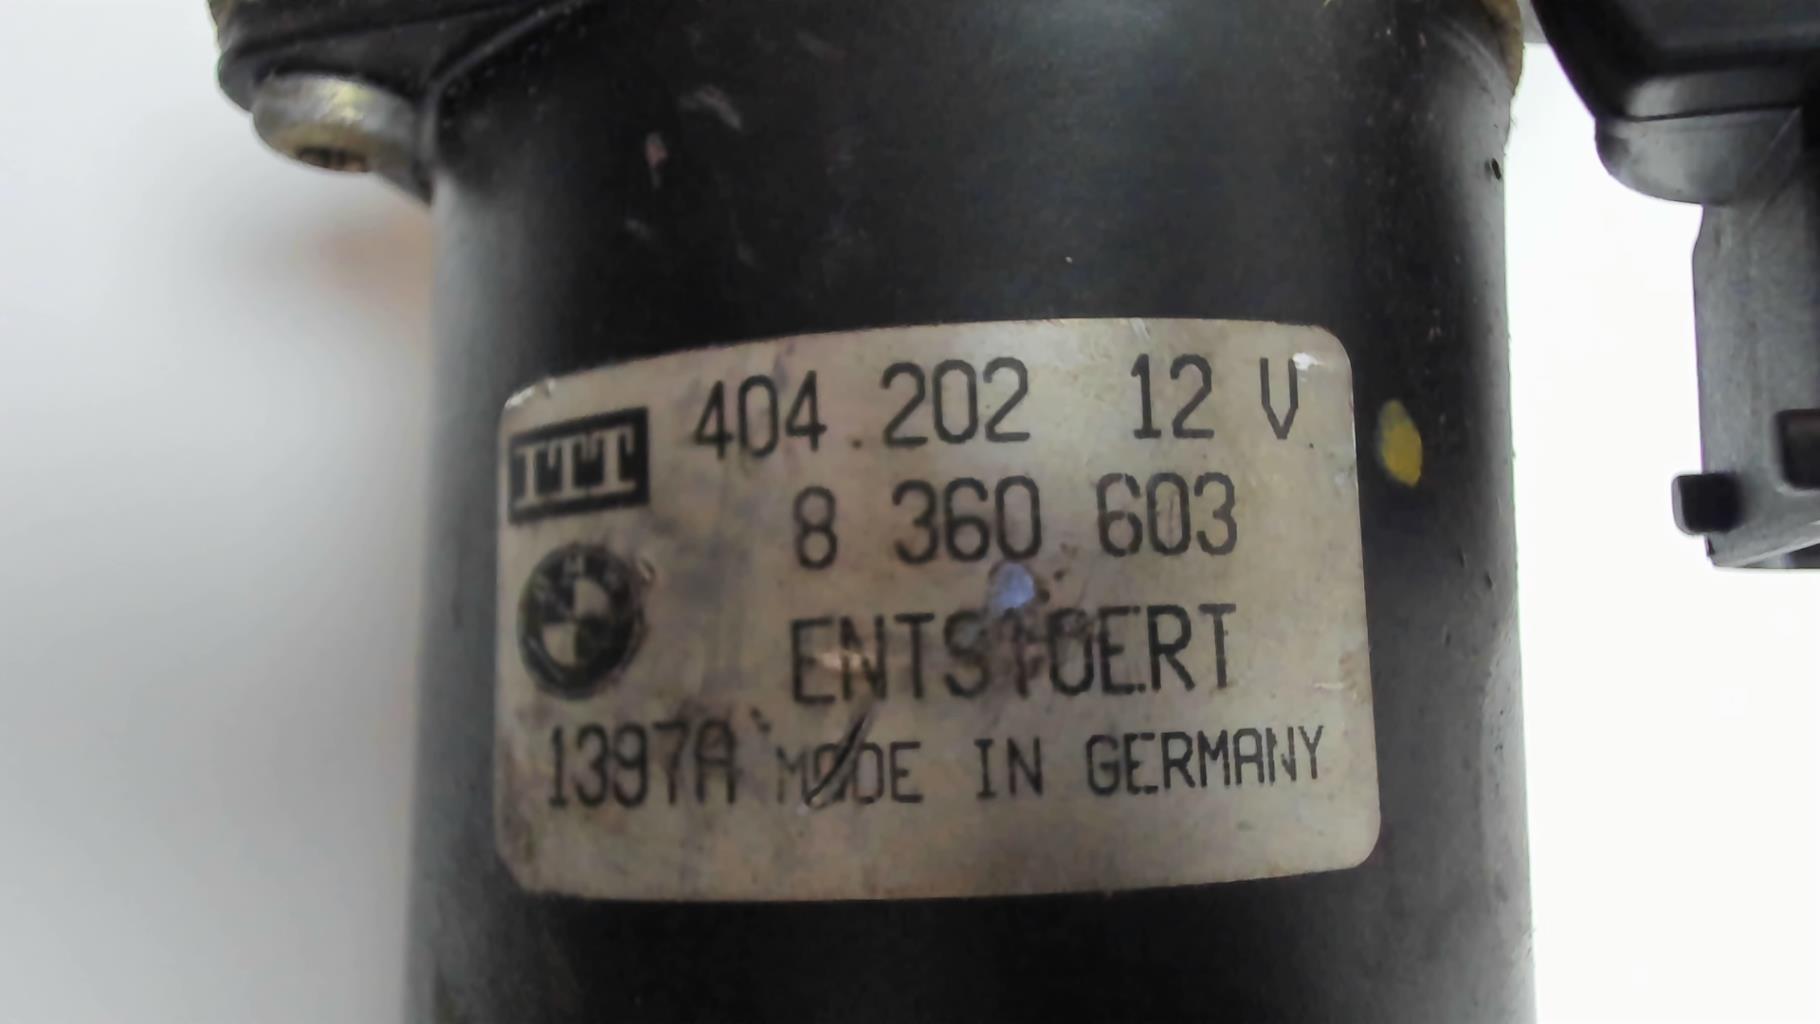 ITT 404.202 12 V
8 360 603
ENTSTOERT
1397A MADE IN GERMANY